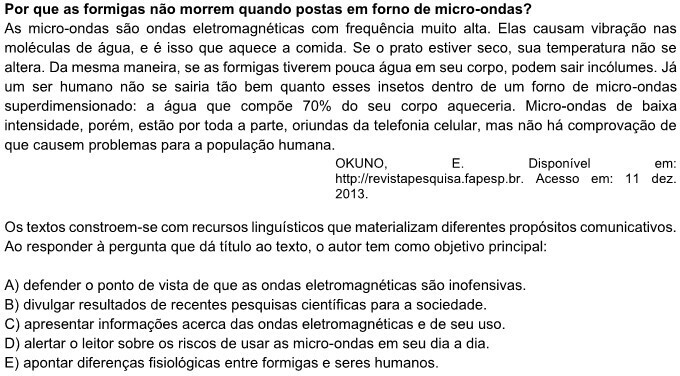 Por que as formigas não morrem quando postas em forno de micro-ondas?
As micro-ondas são ondas eletromagnéticas com frequência muito alta. Elas causam vibração nas
moléculas de água, e é isso que aquece a comida. Se o prato estiver seco, sua temperatura não se
altera. Da mesma maneira, se as formigas tiverem pouca água em seu corpo, podem sair incólumes. Já
um ser humano não se sairia tão bem quanto esses insetos dentro de um forno de micro-ondas
superdimensionado: a água que compõe 70% do seu corpo aqueceria. Micro-ondas de baixa
intensidade, porém, estão por toda a parte, oriundas da telefonia celular, mas não há comprovação de
que causem problemas para a população humana.
OKUNO, E. Disponível em:
http://revistapesquisa.fapesp.br. Acesso em: 11 dez.
2013.
Os textos constroem-se com recursos linguísticos que materializam diferentes propósitos comunicativos.
Ao responder à pergunta que dá título ao texto, o autor tem como objetivo principal:
A) defender o ponto de vista de que as ondas eletromagnéticas são inofensivas.
B) divulgar resultados de recentes pesquisas científicas para a sociedade.
C) apresentar informações acerca das ondas eletromagnéticas e de seu uso.
D) alertar o leitor sobre os riscos de usar as micro-ondas em seu dia a dia.
E) apontar diferenças fisiológicas entre formigas e seres humanos.